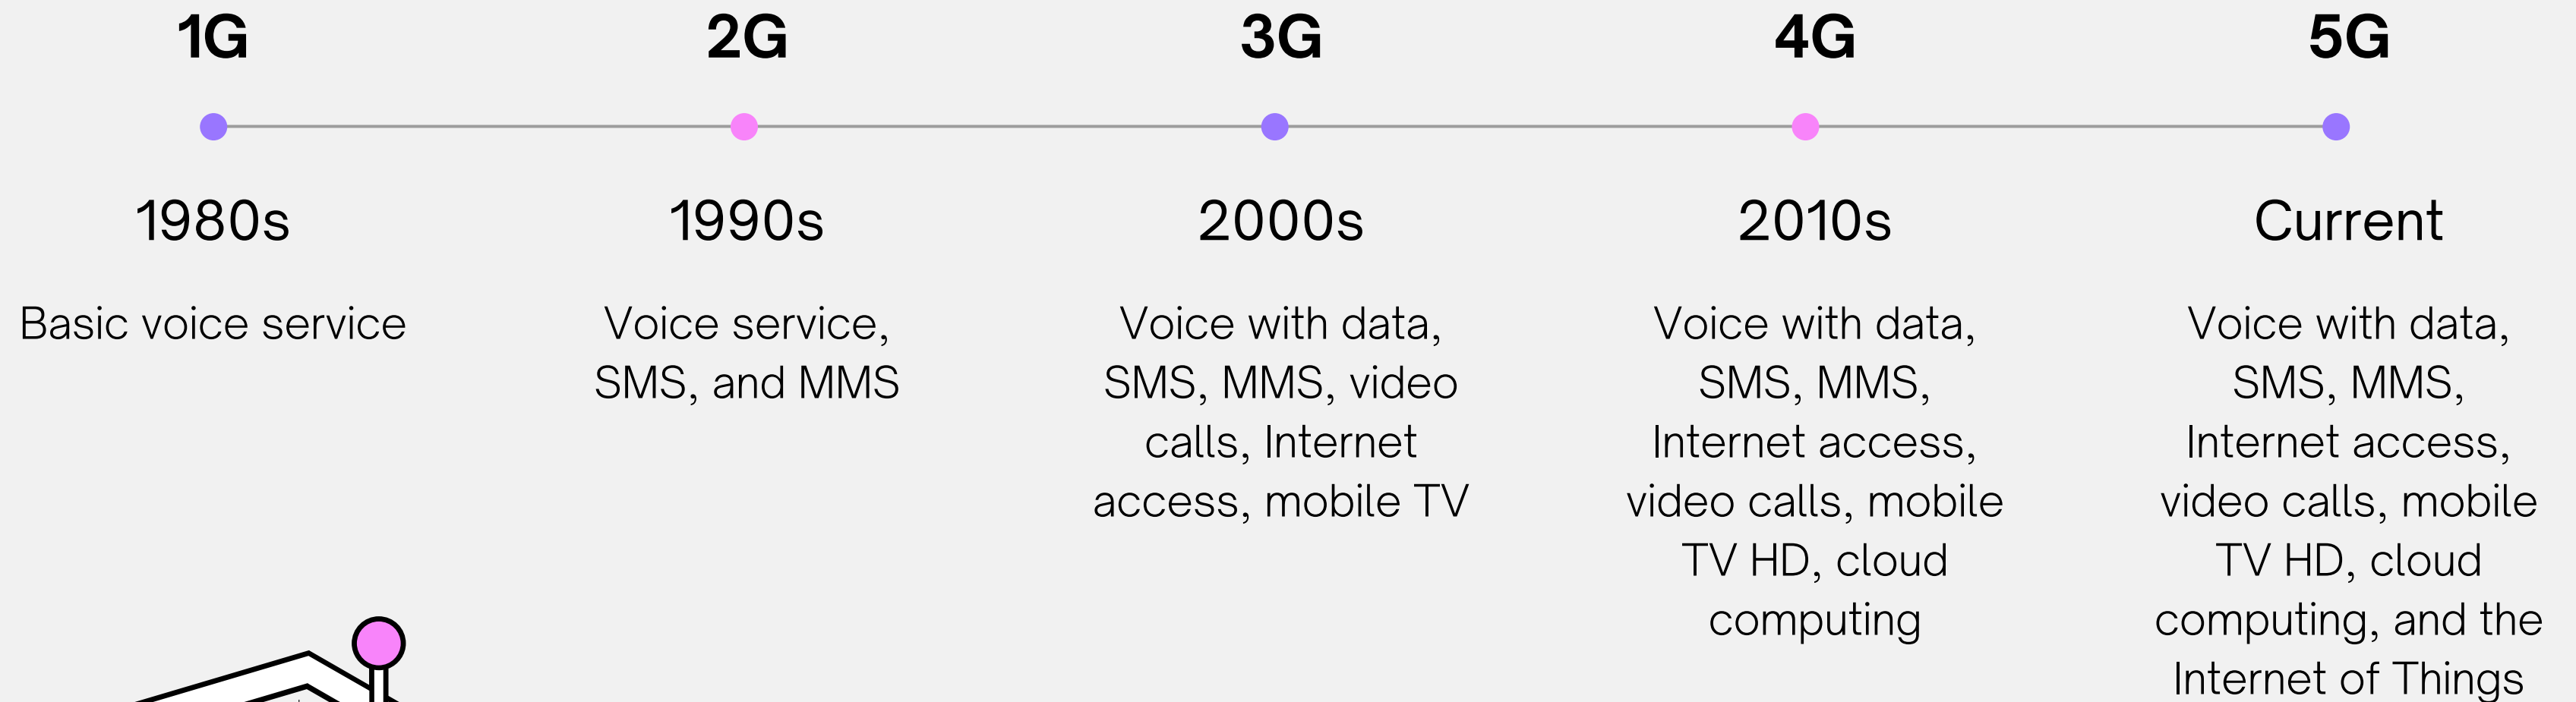 1G
2G
3G
4G
5G
1980s
1990s
2000s
2010s
Current
Basic voice service
Voice service,
SMS, and MMS
Voice with data,
SMS, MMS, video
calls, Internet
access, mobile TV
Voice with data,
SMS, MMS,
Internet access,
video calls, mobile
TV HD, cloud
computing
Voice with data,
SMS, MMS,
Internet access,
video calls, mobile
TV HD, cloud
computing, and the
Internet of Things